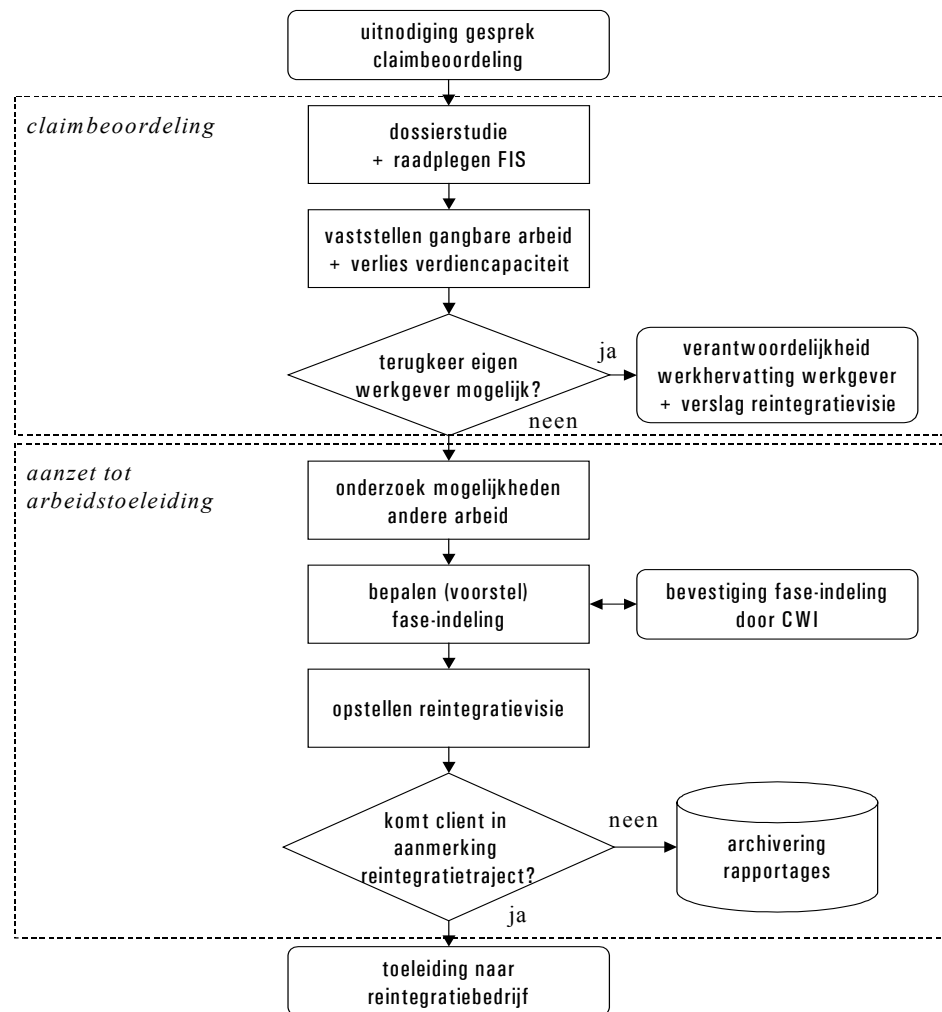 uitnodiging gesprek
claimbeoordeling
claimbeoordeling
dossierstudie
+ raadplegen FIS
vaststellen gangbare arbeid
+ verlies verdiencapaciteit
terugkeer eigen
werkgever mogelijk?
ja
verantwoordelijkheid
werkhervatting werkgever
+ verslag reintegratievisie
neen
aanzet tot
arbeidstoeleiding
onderzoek mogelijkheden
andere arbeid
bepalen (voorstel)
fase-indeling
bevestiging fase-indeling
door CWI
opstellen reintegratievisie
komt client in
aanmerking
reintegratietraject?
neen
archivering
rapportages
ja
toeleiding naar
reintegratiebedrijf